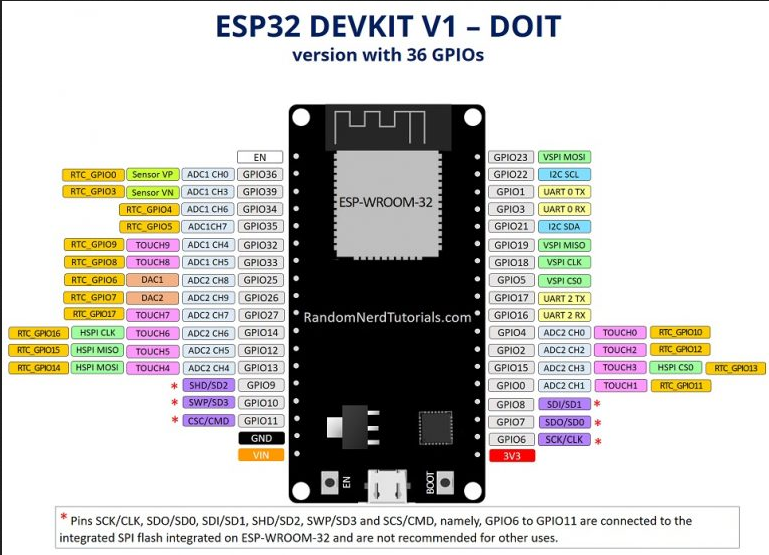 ESP32 DEVKIT V1 – DOIT
version with 36 GPIOs
EN
RTC_GPIO0 Sensor VP ADC1 CH0 GPIO36
RTC_GPIO3 Sensor VN ADC1 CH3 GPIO39
RTC_GPIO4 ADC1 CH6 GPIO34
RTC_GPIO5 ADC1CH7 GPIO35
RTC_GPIO9 TOUCH9 ADC1 CH4 GPIO32
RTC_GPIO8 TOUCH8 ADC1 CH5 GPIO33
RTC_GPIO6 DAC1 ADC2 CH8 GPIO25
RTC_GPIO7 DAC2 ADC2 CH9 GPIO26
RTC_GPIO17 TOUCH7 ADC2 CH7 GPIO27
RTC_GPIO16 HSPI CLK TOUCH6 ADC2 CH6 GPIO14
RTC_GPIO15 HSPI MISO TOUCH5 ADC2 CH5 GPIO12
RTC_GPIO14 HSPI MOSI TOUCH4 ADC2 CH4 GPIO13
* SHD/SD2 GPIO9
* SWP/SD3 GPIO10
* CSC/CMD GPIO11
GND
VIN
ESP-WROOM-32
RandomNerdTutorials.com
EN
BOOT
GPIO23 VSPI MOSI
GPIO22 I2C SCL
GPIO1 UART 0 TX
GPIO3 UART 0 RX
GPIO21 I2C SDA
GPIO19 VSPI MISO
GPIO18 VSPI CLK
GPIO5 VSPI CS0
GPIO17 UART 2 TX
GPIO16 UART 2 RX
GPIO4 ADC2 CH0 TOUCH0 RTC_GPIO10
GPIO2 ADC2 CH2 TOUCH2 RTC_GPIO12
GPIO15 ADC2 CH3 TOUCH3 HSPI CS0 RTC_GPIO13
GPIO0 ADC2 CH1 TOUCH1 RTC_GPIO11
GPIO8 SDI/SD1 *
GPIO7 SDO/SD0 *
GPIO6 SCK/CLK *
3V3
* Pins SCK/CLK, SDO/SD0, SDI/SD1, SHD/SD2, SWP/SD3 and SCS/CMD, namely, GPIO6 to GPIO11 are connected to the
integrated SPI flash integrated on ESP-WROOM-32 and are not recommended for other uses.